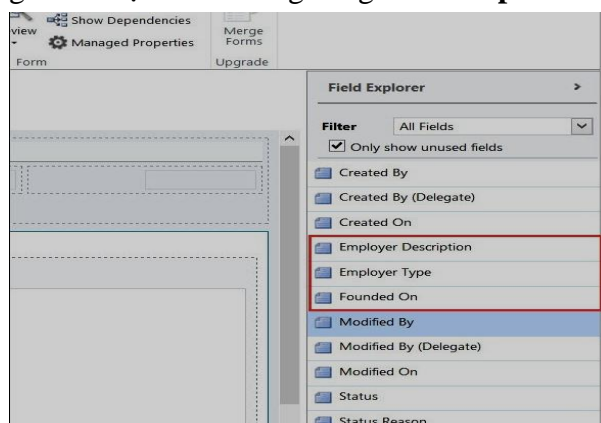 view
Show Dependencies
Managed Properties
Merge
Forms
Form
Upgrade
Field Explorer
Filter
All Fields
Only show unused fields
Created By
Created By (Delegate)
Created On
Employer Description
Employer Type
Founded On
Modified By
Modified By (Delegate)
Modified On
Status
Status Reason